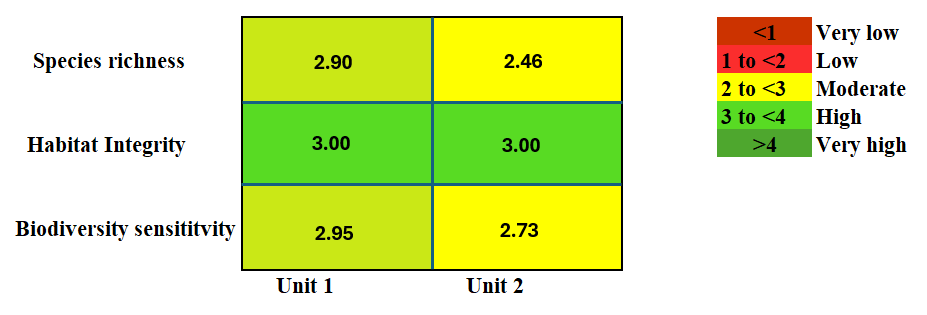 Species richness 2.90 2.46
Habitat Integrity 3.00 3.00
Biodiversity sensititvity 2.95 2.73
Unit 1 Unit 2
<1 Very low
1 to <2 Low
2 to <3 Moderate
3 to <4 High
>4 Very high